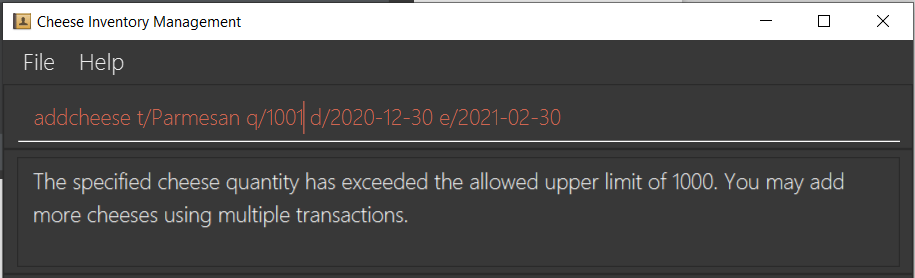 Cheese Inventory Management
File Help
addcheese t/Parmesan q/1001 d/2020-12-30 e/2021-02-30
The specified cheese quantity has exceeded the allowed upper limit of 1000. You may add
more cheeses using multiple transactions.